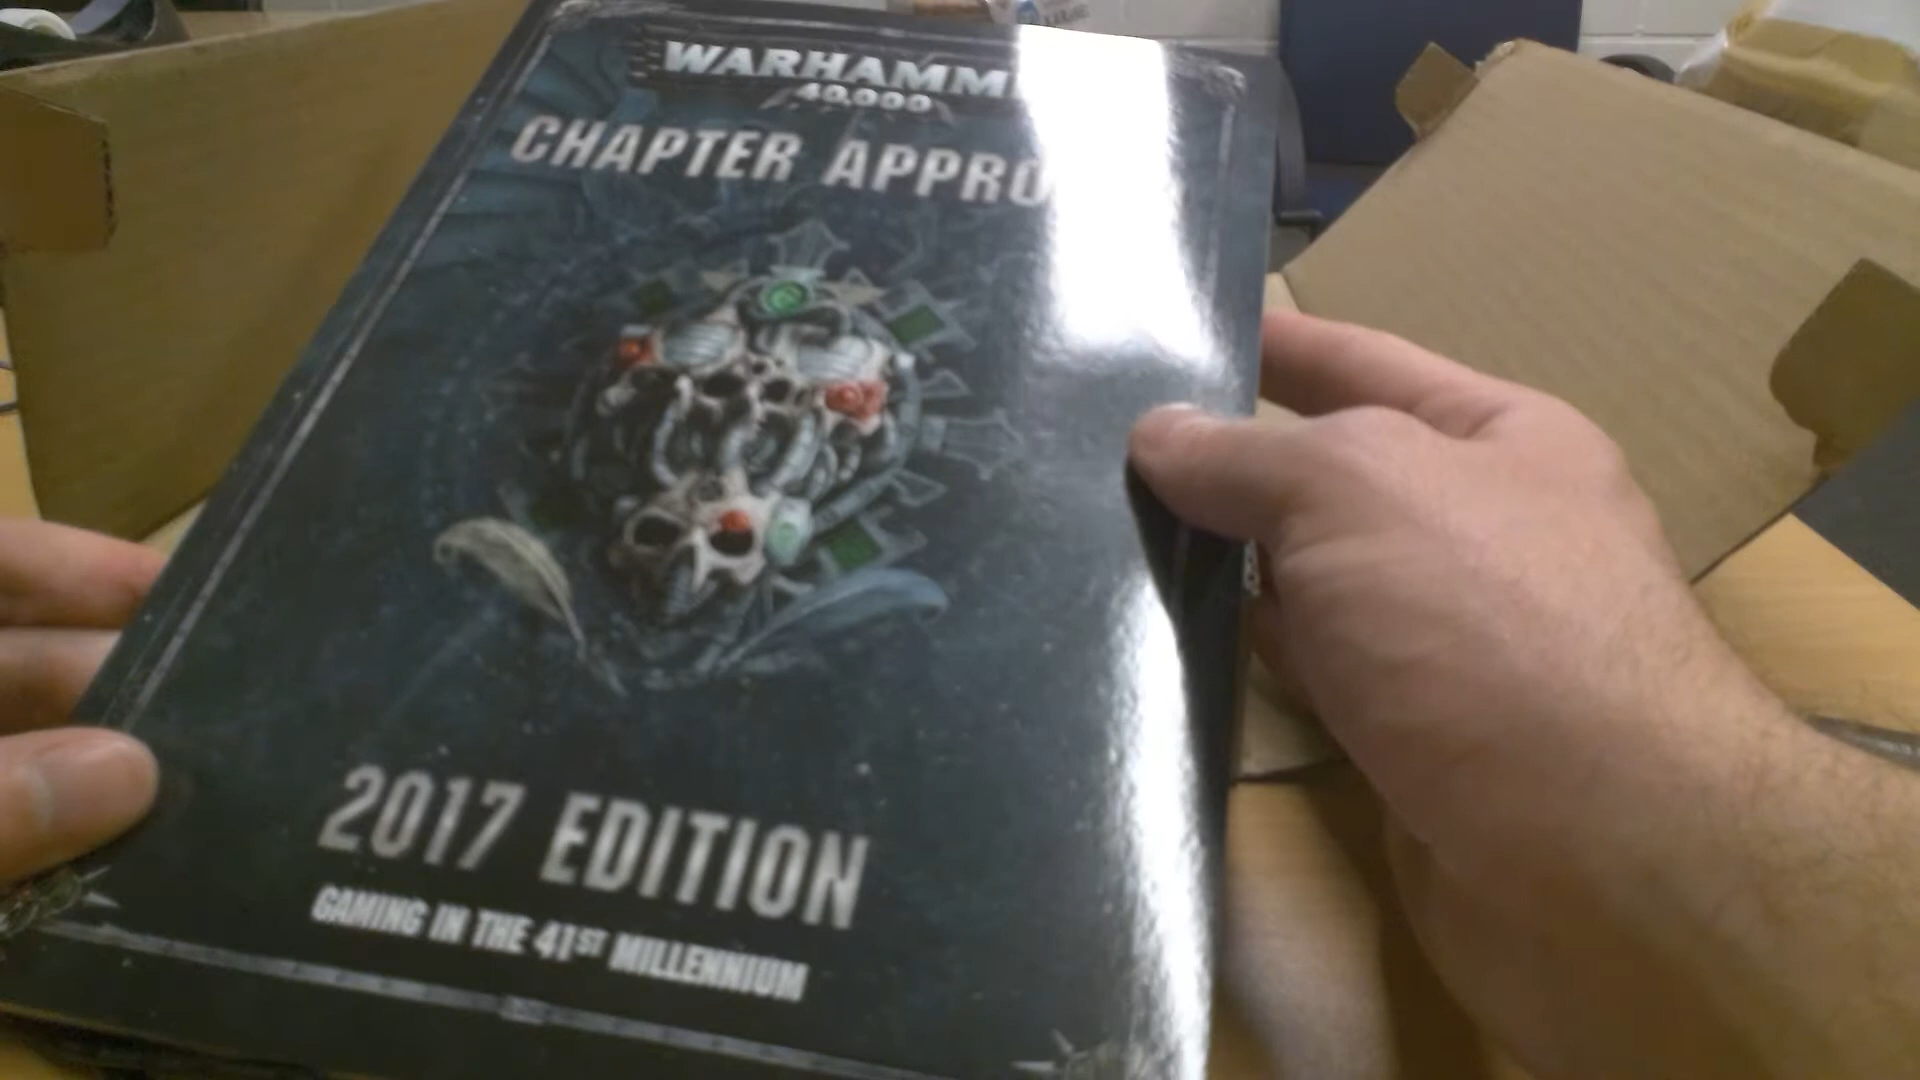 WARHAMM
40,000
CHAPTER APPRO
2017 EDITION
GAMING IN THE 41ST MILLENNIUM